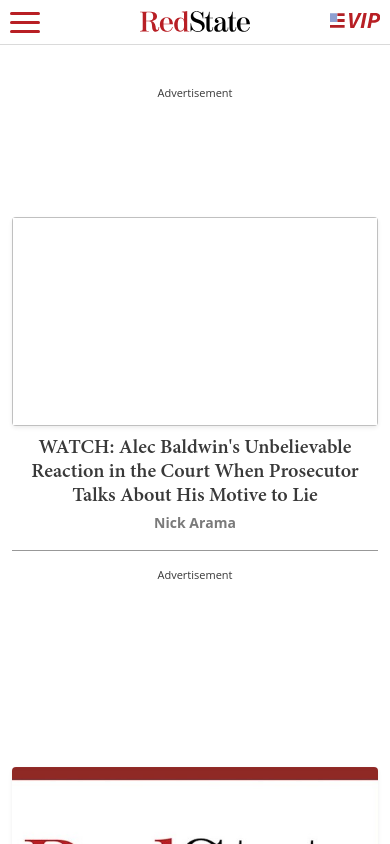 RedState
VIP
Advertisement
WATCH: Alec Baldwin's Unbelievable
Reaction in the Court When Prosecutor
Talks About His Motive to Lie
Nick Arama
Advertisement